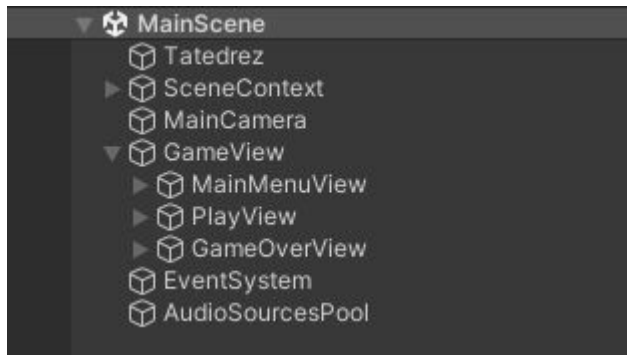 MainScene
Tatedrez
SceneContext
MainCamera
GameView
MainMenuView
PlayView
GameOverView
EventSystem
AudioSourcesPool